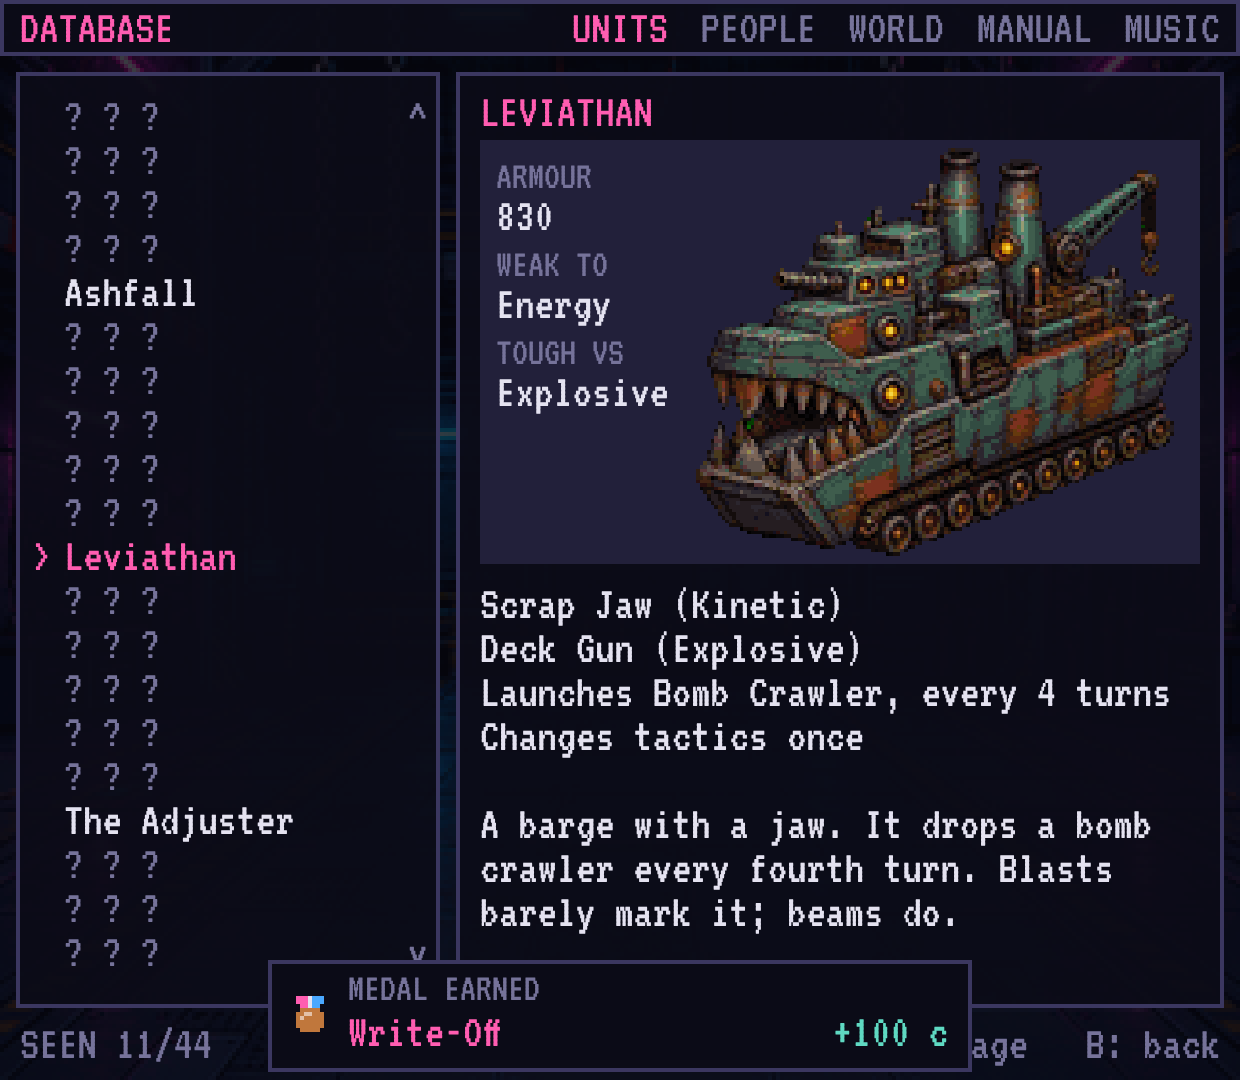 DATABASE
UNITS PEOPLE WORLD MANUAL MUSIC
? ? ?
? ? ?
? ? ?
? ? ?
Ashfall
? ? ?
? ? ?
? ? ?
? ? ?
? ? ?
> Leviathan
? ? ?
? ? ?
? ? ?
? ? ?
? ? ?
The Adjuster
? ? ?
? ? ?
? ? ?
LEVIATHAN
ARMOUR
830
WEAK TO
Energy
TOUGH VS
Explosive
Scrap Jaw (Kinetic)
Deck Gun (Explosive)
Launches Bomb Crawler, every 4 turns
Changes tactics once
A barge with a jaw. It drops a bomb
crawler every fourth turn. Blasts
barely mark it; beams do.
MEDAL EARNED
Write-Off +100 c
SEEN 11/44
B: back